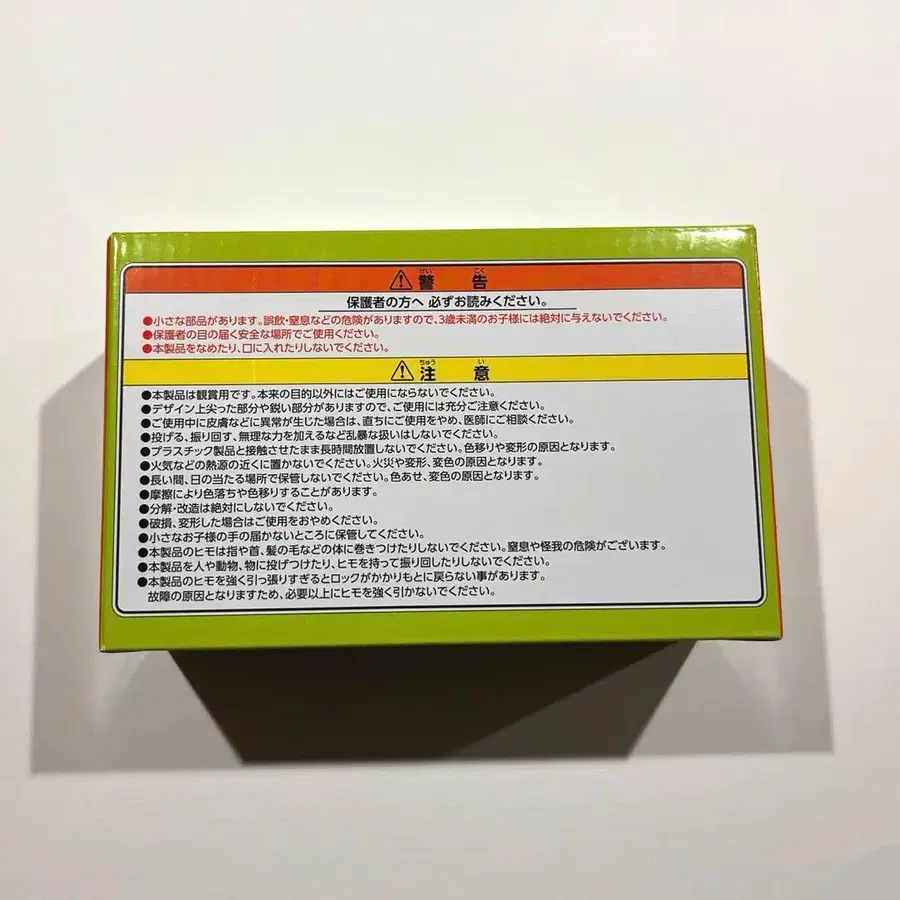 ⚠警告
けい こく
保護者の方へ 必ずお読みください。
●小さな部品があります。誤飲・窒息などの危険がありますので、3歳未満のお子様には絶対に与えないでください。
●保護者の目の届く安全な場所でご使用ください。
●本製品をなめたり、口に入れたりしないでください。
⚠注意
ちゅう い
●本製品は観賞用です。本来の目的以外にはご使用にならないでください。
●デザイン上尖った部分や鋭い部分がありますので、ご使用には充分ご注意ください。
●ご使用中に皮膚などに異常が生じた場合は、直ちにご使用をやめ、医師にご相談ください。
●投げる、振り回す、無理な力を加えるなど乱暴な扱いはしないでください。
●プラスチック製品と接触させたまま長時間放置しないでください。色移りや変形の原因となります。
●火気などの熱源の近くに置かないでください。火災や変形、変色の原因となります。
●長い間、日の当たる場所で保管しないでください。色あせ、変色の原因となります。
●摩擦により色落ちや色移りすることがあります。
●分解・改造は絶対にしないでください。
●破損、変形した場合はご使用をおやめください。
●小さなお子様の手の届かないところに保管してください。
●本製品のヒモは指や首、髪の毛などの体に巻きつけたりしないでください。窒息や怪我の危険がございます。
●本製品を人や動物、物に投げつけたり、ヒモを持って振り回したりしないでください。
●本製品のヒモを強く引っ張りすぎるとロックがかかりもとに戻らない事があります。
故障の原因となりますため、必要以上にヒモを強く引かないでください。